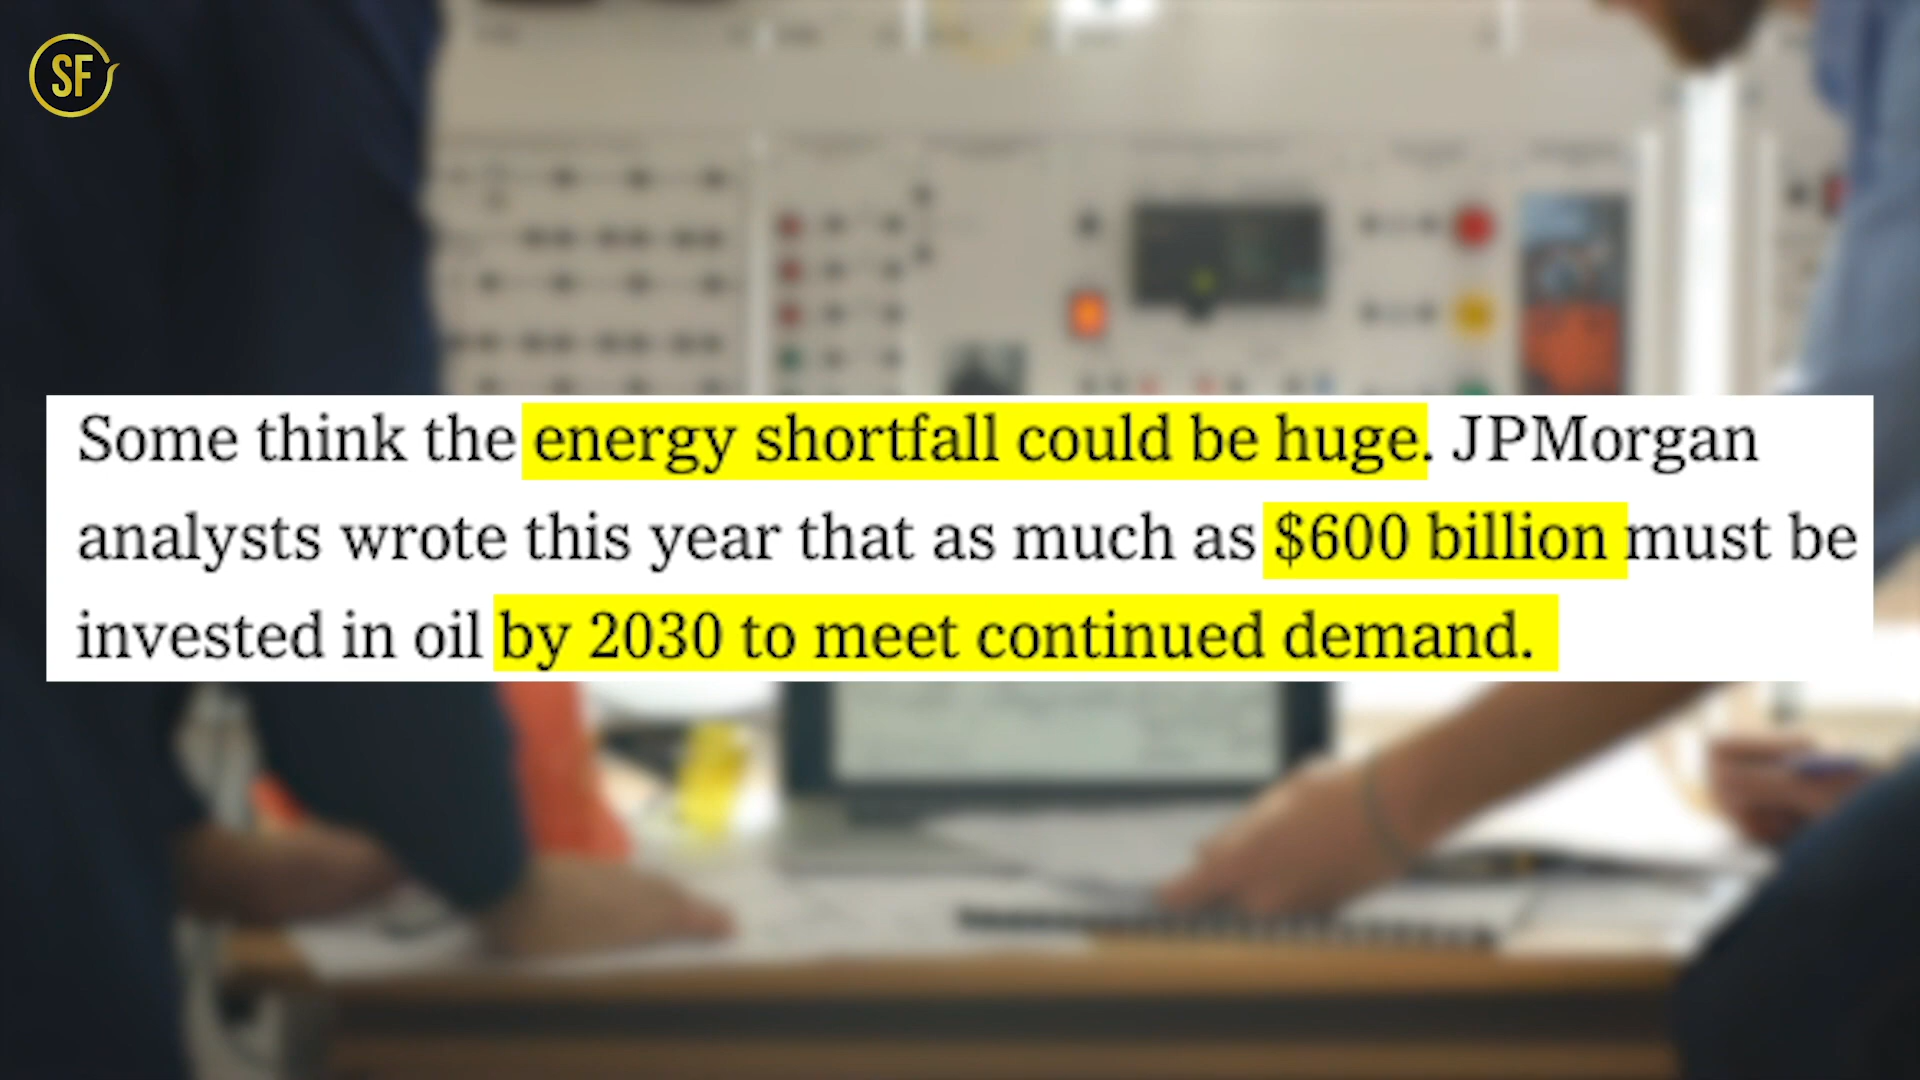 SF
Some think the energy shortfall could be huge. JPMorgan
analysts wrote this year that as much as $600 billion must be
invested in oil by 2030 to meet continued demand.